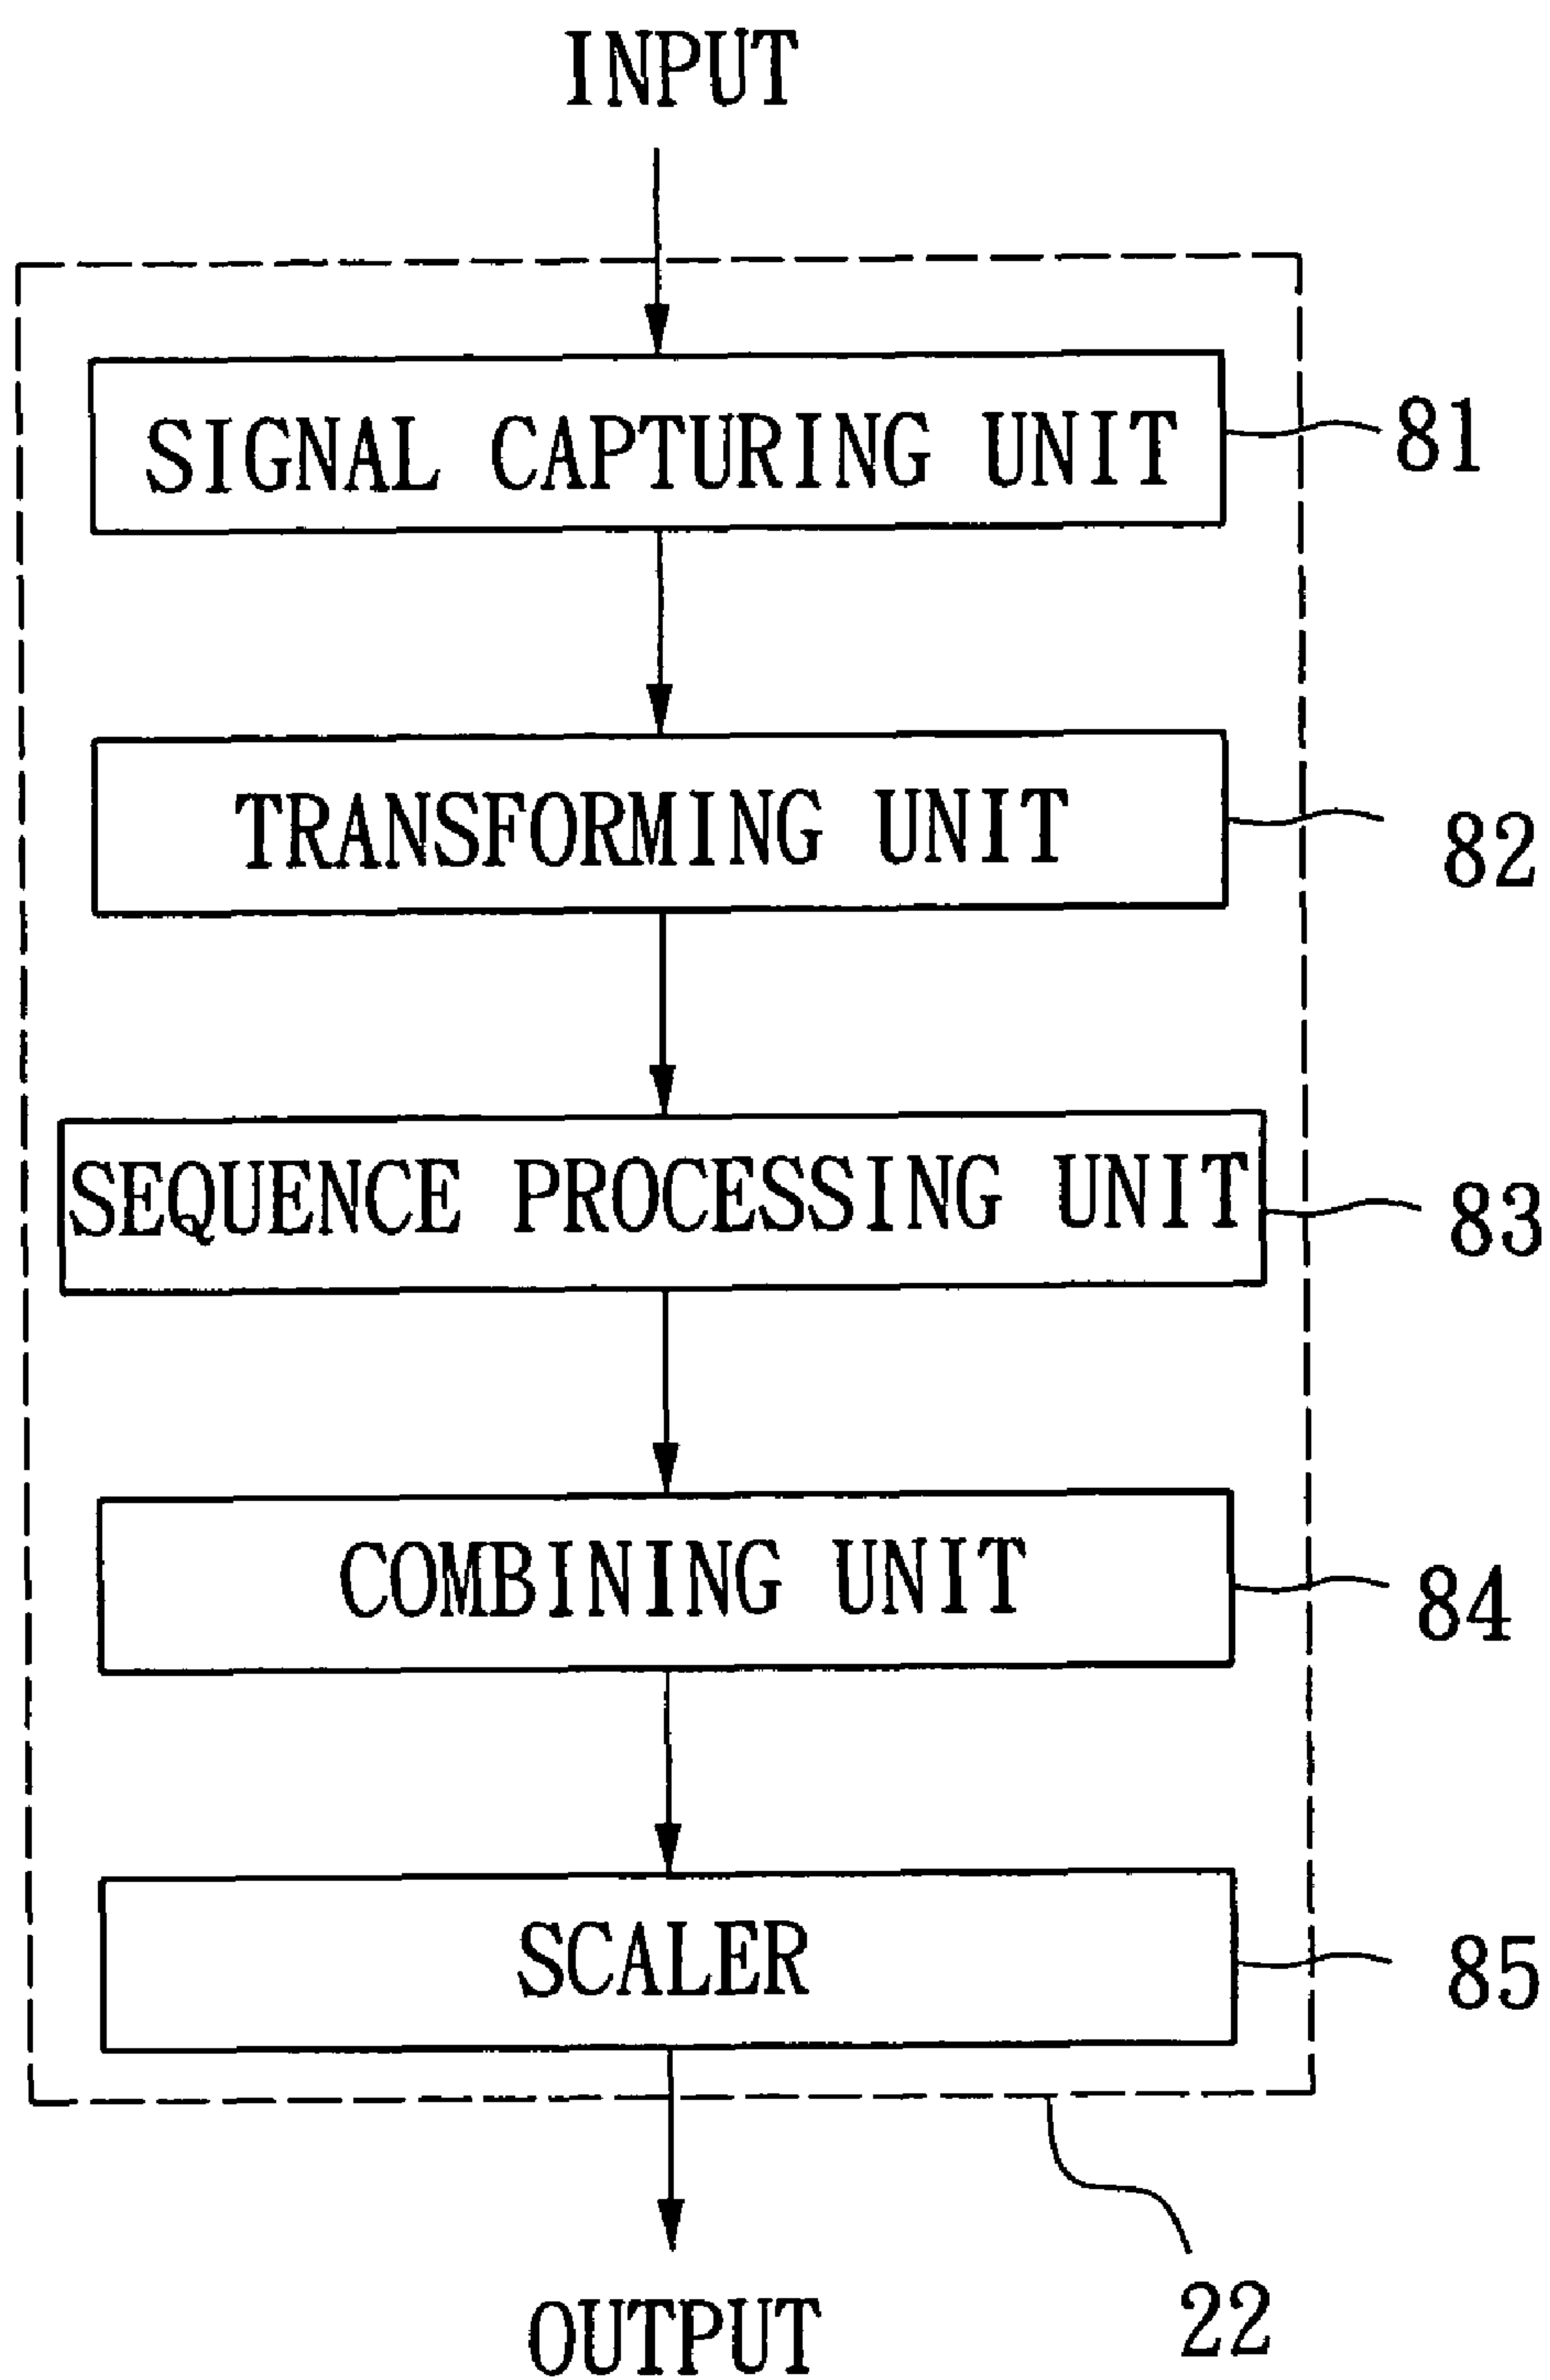 INPUT
SIGNAL CAPTURING UNIT
81
TRANSFORMING UNIT
82
SEQUENCE PROCESSING UNIT
83
COMBINING UNIT
84
SCALER
85
22
OUTPUT